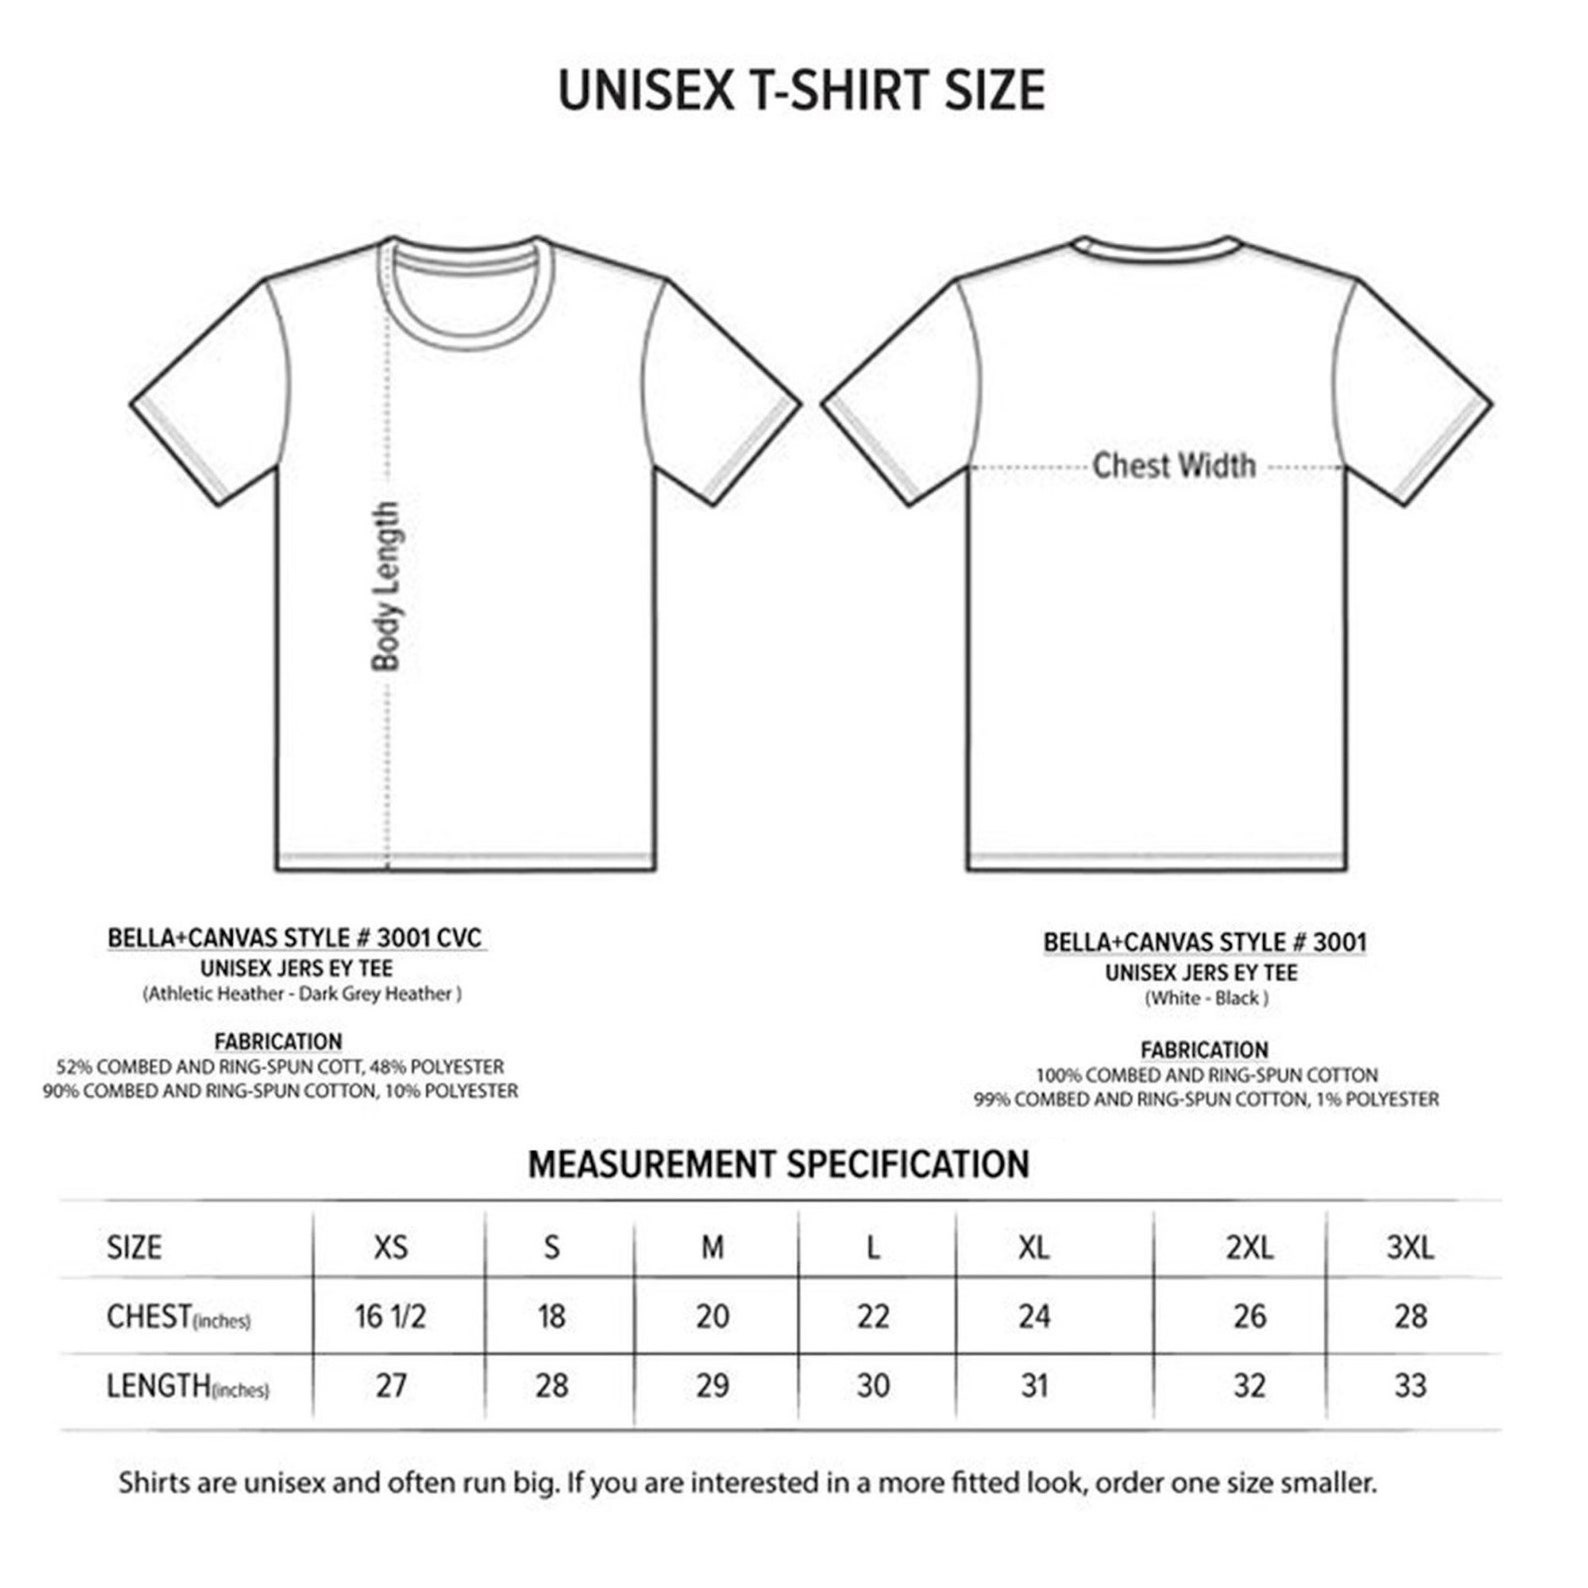 UNISEX T-SHIRT SIZE
Body Length
Chest Width
BELLA+CANVAS STYLE # 3001 CVC
UNISEX JERS EY TEE
(Athletic Heather - Dark Grey Heather )
FABRICATION
52% COMBED AND RING-SPUN COTT, 48% POLYESTER
90% COMBED AND RING-SPUN COTTON, 10% POLYESTER
BELLA+CANVAS STYLE # 3001
UNISEX JERS EY TEE
(White - Black )
FABRICATION
100% COMBED AND RING-SPUN COTTON
99% COMBED AND RING-SPUN COTTON, 1% POLYESTER
MEASUREMENT SPECIFICATION
SIZE XS S M L XL 2XL 3XL
CHEST(inches) 16 1/2 18 20 22 24 26 28
LENGTH(inches) 27 28 29 30 31 32 33
Shirts are unisex and often run big. If you are interested in a more fitted look, order one size smaller.